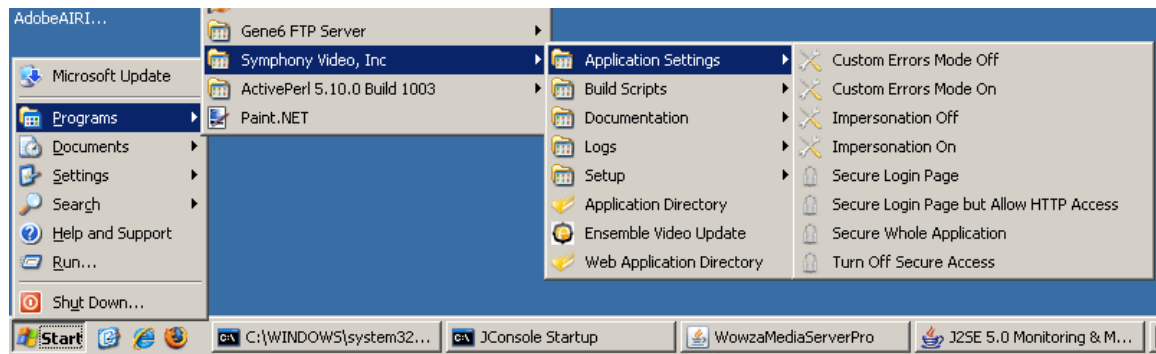 AdobeAIRI...
Microsoft Update
Programs
Documents
Settings
Search
Help and Support
Run...
Shut Down...
Gene6 FTP Server
Symphony Video, Inc
ActivePerl 5.10.0 Build 1003
Paint.NET
Application Settings
Build Scripts
Documentation
Logs
Setup
Application Directory
Ensemble Video Update
Web Application Directory
Custom Errors Mode Off
Custom Errors Mode On
Impersonation Off
Impersonation On
Secure Login Page
Secure Login Page but Allow HTTP Access
Secure Whole Application
Turn Off Secure Access
Start
C:\WINDOWS\system32...
JConsole Startup
WowzaMediaServerPro
J2SE 5.0 Monitoring & M...